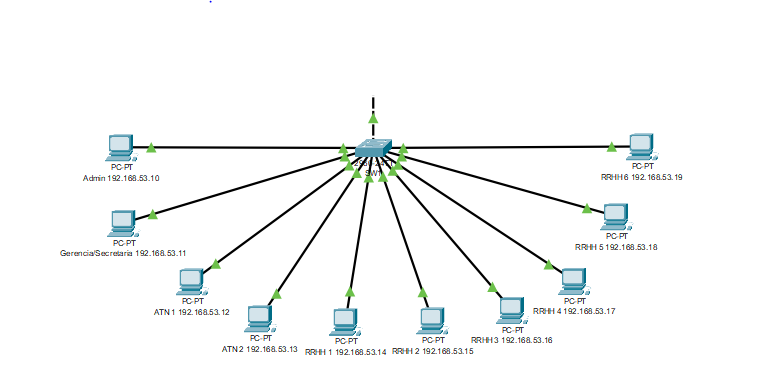 2960-24TT
SW1
PC-PT
Admin 192.168.53.10
PC-PT
RRHH 6 192.168.53.19
PC-PT
Gerencia/Secretaria 192.168.53.11
PC-PT
RRHH 5 192.168.53.18
PC-PT
ATN 1 192.168.53.12
PC-PT
RRHH 4 192.168.53.17
PC-PT
ATN 2 192.168.53.13
PC-PT
RRHH 1 192.168.53.14
PC-PT
RRHH 2 192.168.53.15
PC-PT
RRHH 3 192.168.53.16